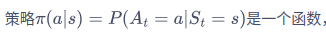 策略π(a|s) = P(A_t = a|S_t = s)是一个函数,